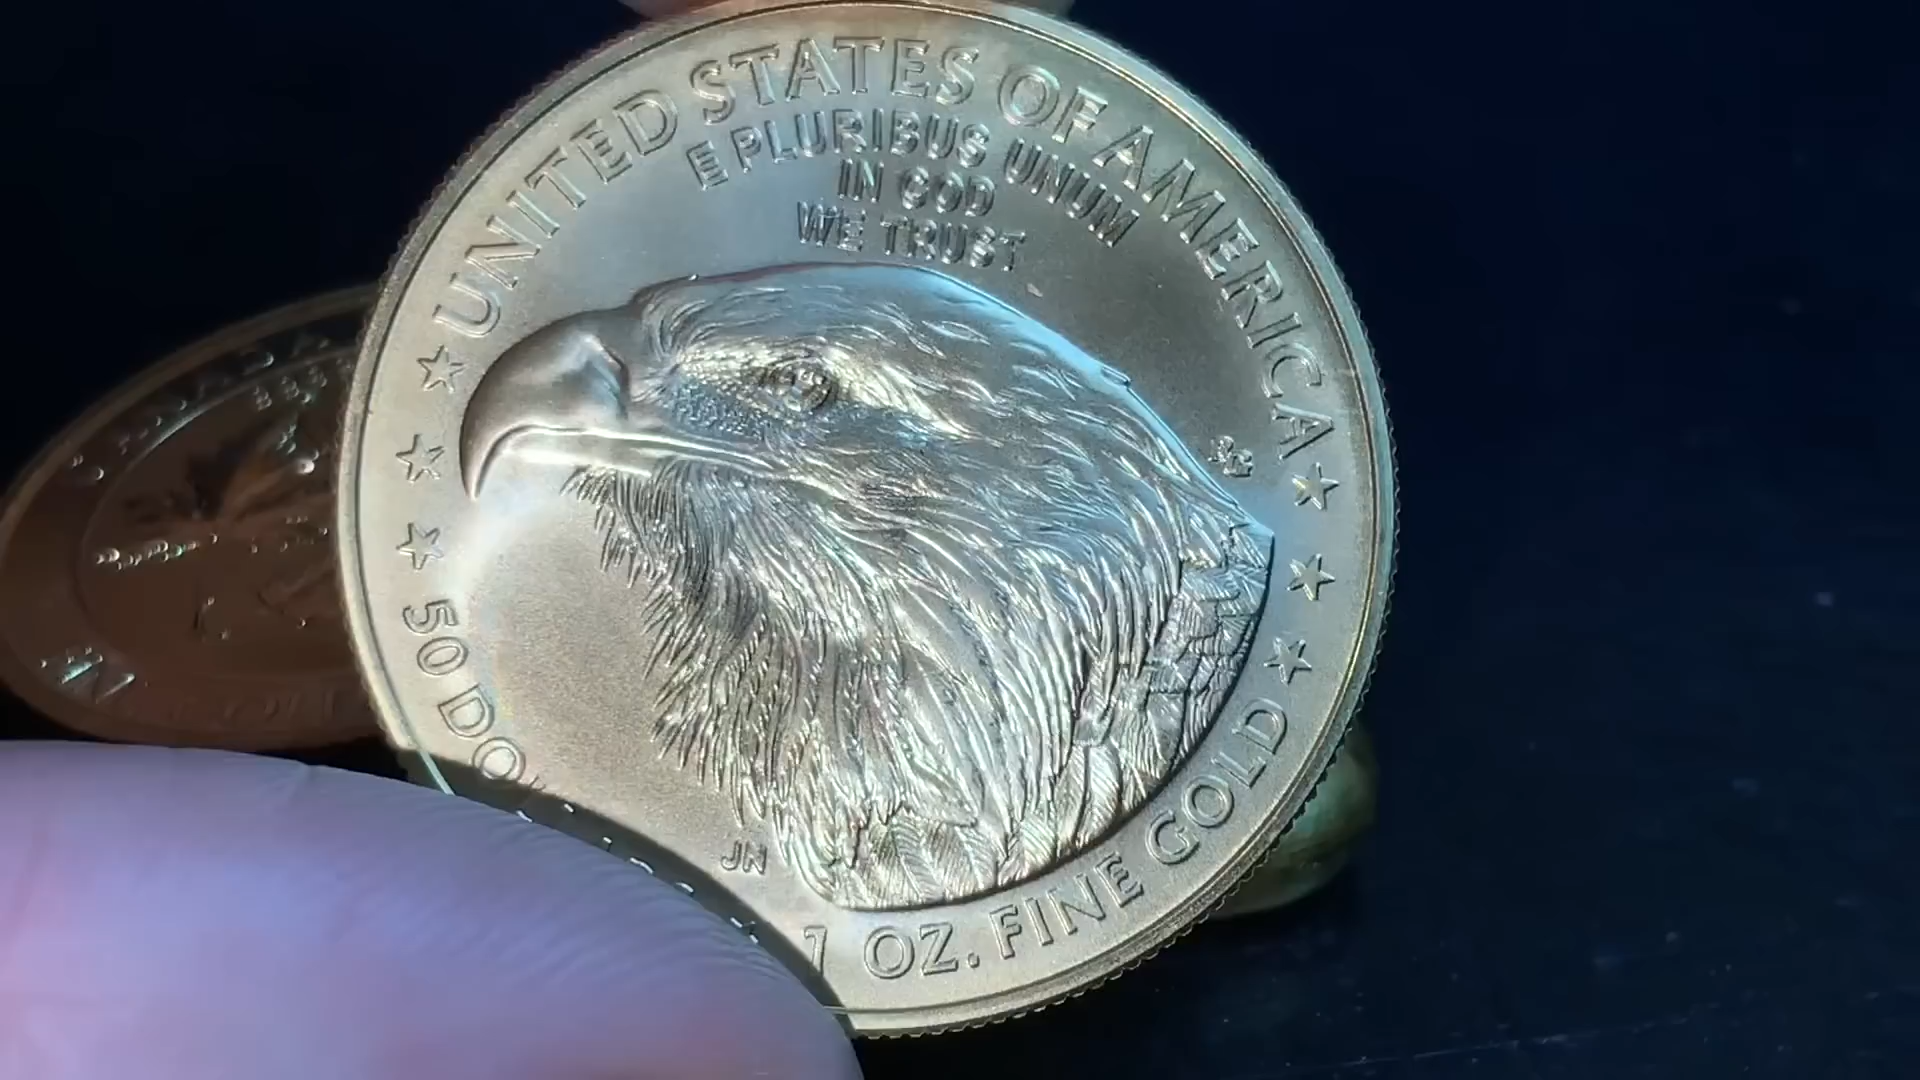 UNITED STATES OF AMERICA
E PLURIBUS UNUM
IN GOD
WE TRUST
JN
50 DO
1 OZ. FINE GOLD